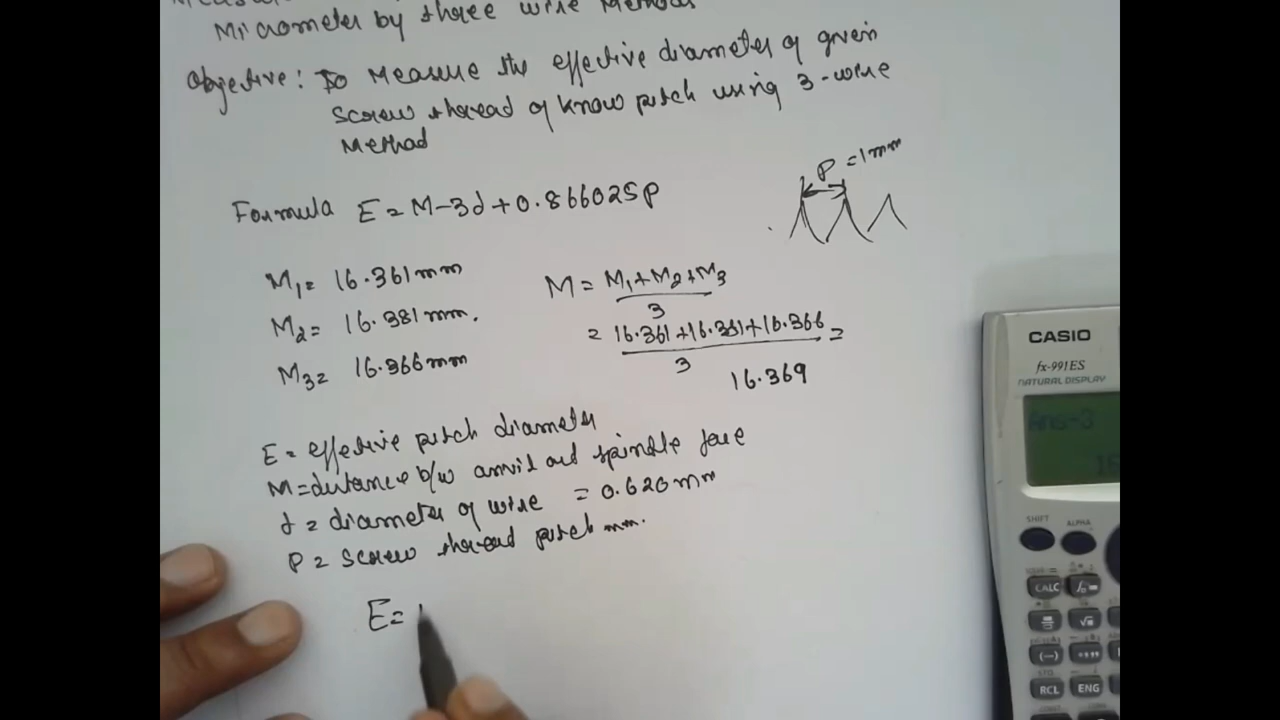 Micrometer by three wire Method
Objective: To Measure the effective diameter of given
screw thread of know pitch using 3-wire
Method
P = 1mm
Formula E = M-3d+0.866025P
M1= 16.361mm
M2= 16.381mm.
M3= 16.366mm
M = M1+M2+M3
3
= 16.361+16.381+16.366 =
3
16.369
E= effective pitch diameter
M=distance b/w anvil and spindle face
d = diameter of wire = 0.620mm
P = screw thread pitch mm.
E=
CASIO
fx-991ES
NATURAL DISPLAY
Ans÷3
SHIFT
ALPHA
CALC
RCL
ENG